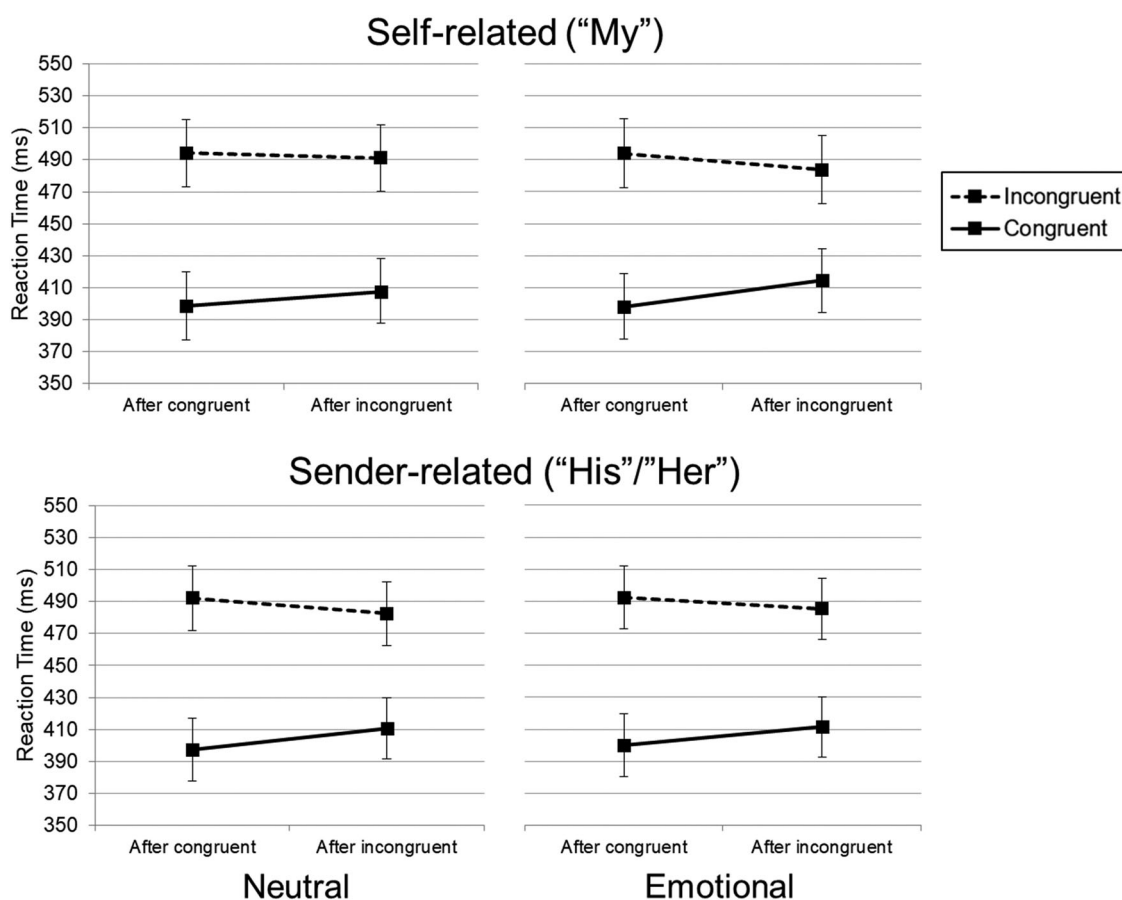 Self-related (“My”)
Reaction Time (ms)
550
530
510
490
470
450
430
410
390
370
350
After congruent After incongruent
After congruent After incongruent
Incongruent
Congruent
Sender-related (“His”/”Her”)
Reaction Time (ms)
550
530
510
490
470
450
430
410
390
370
350
After congruent After incongruent
After congruent After incongruent
Neutral
Emotional